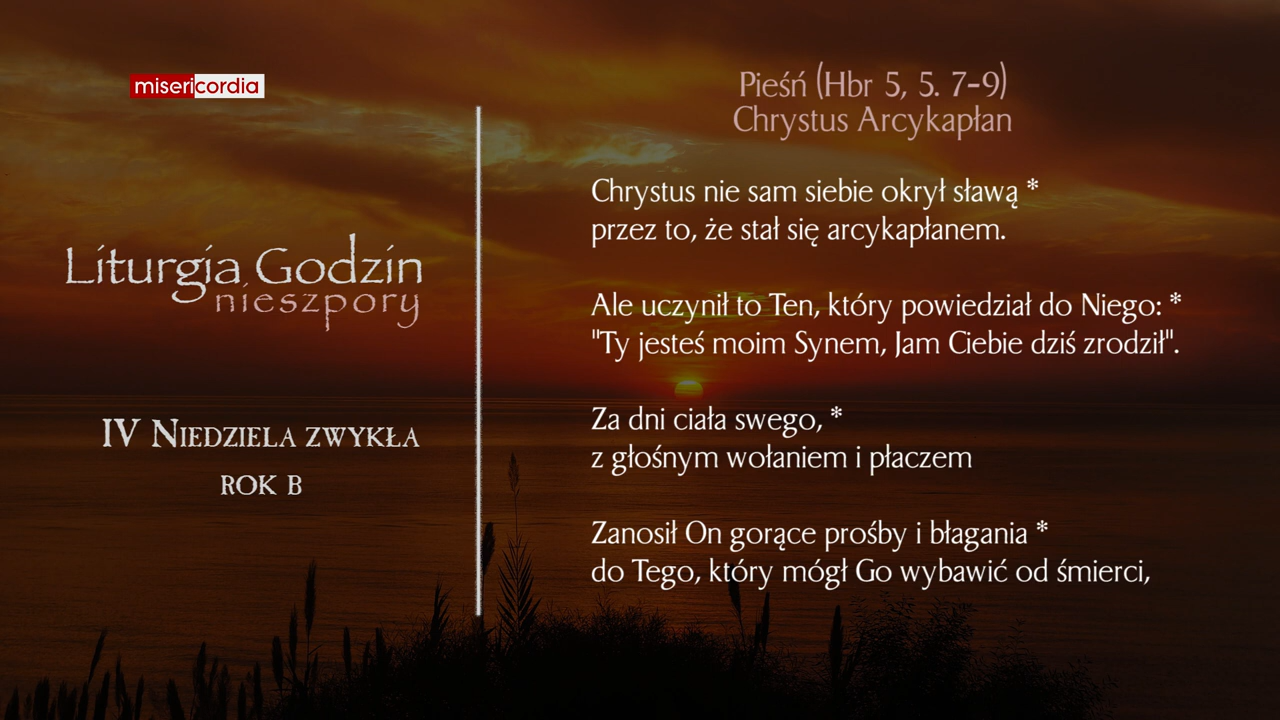 misericordia
Liturgia Godzin
nieszpory
IV Niedziela zwykła
rok B
Pieśń (Hbr 5, 5. 7-9)
Chrystus Arcykapłan
Chrystus nie sam siebie okrył sławą *
przez to, że stał się arcykapłanem.
Ale uczynił to Ten, który powiedział do Niego: *
"Ty jesteś moim Synem, Jam Ciebie dziś zrodził".
Za dni ciała swego, *
z głośnym wołaniem i płaczem
Zanosił On gorące prośby i błagania *
do Tego, który mógł Go wybawić od śmierci,